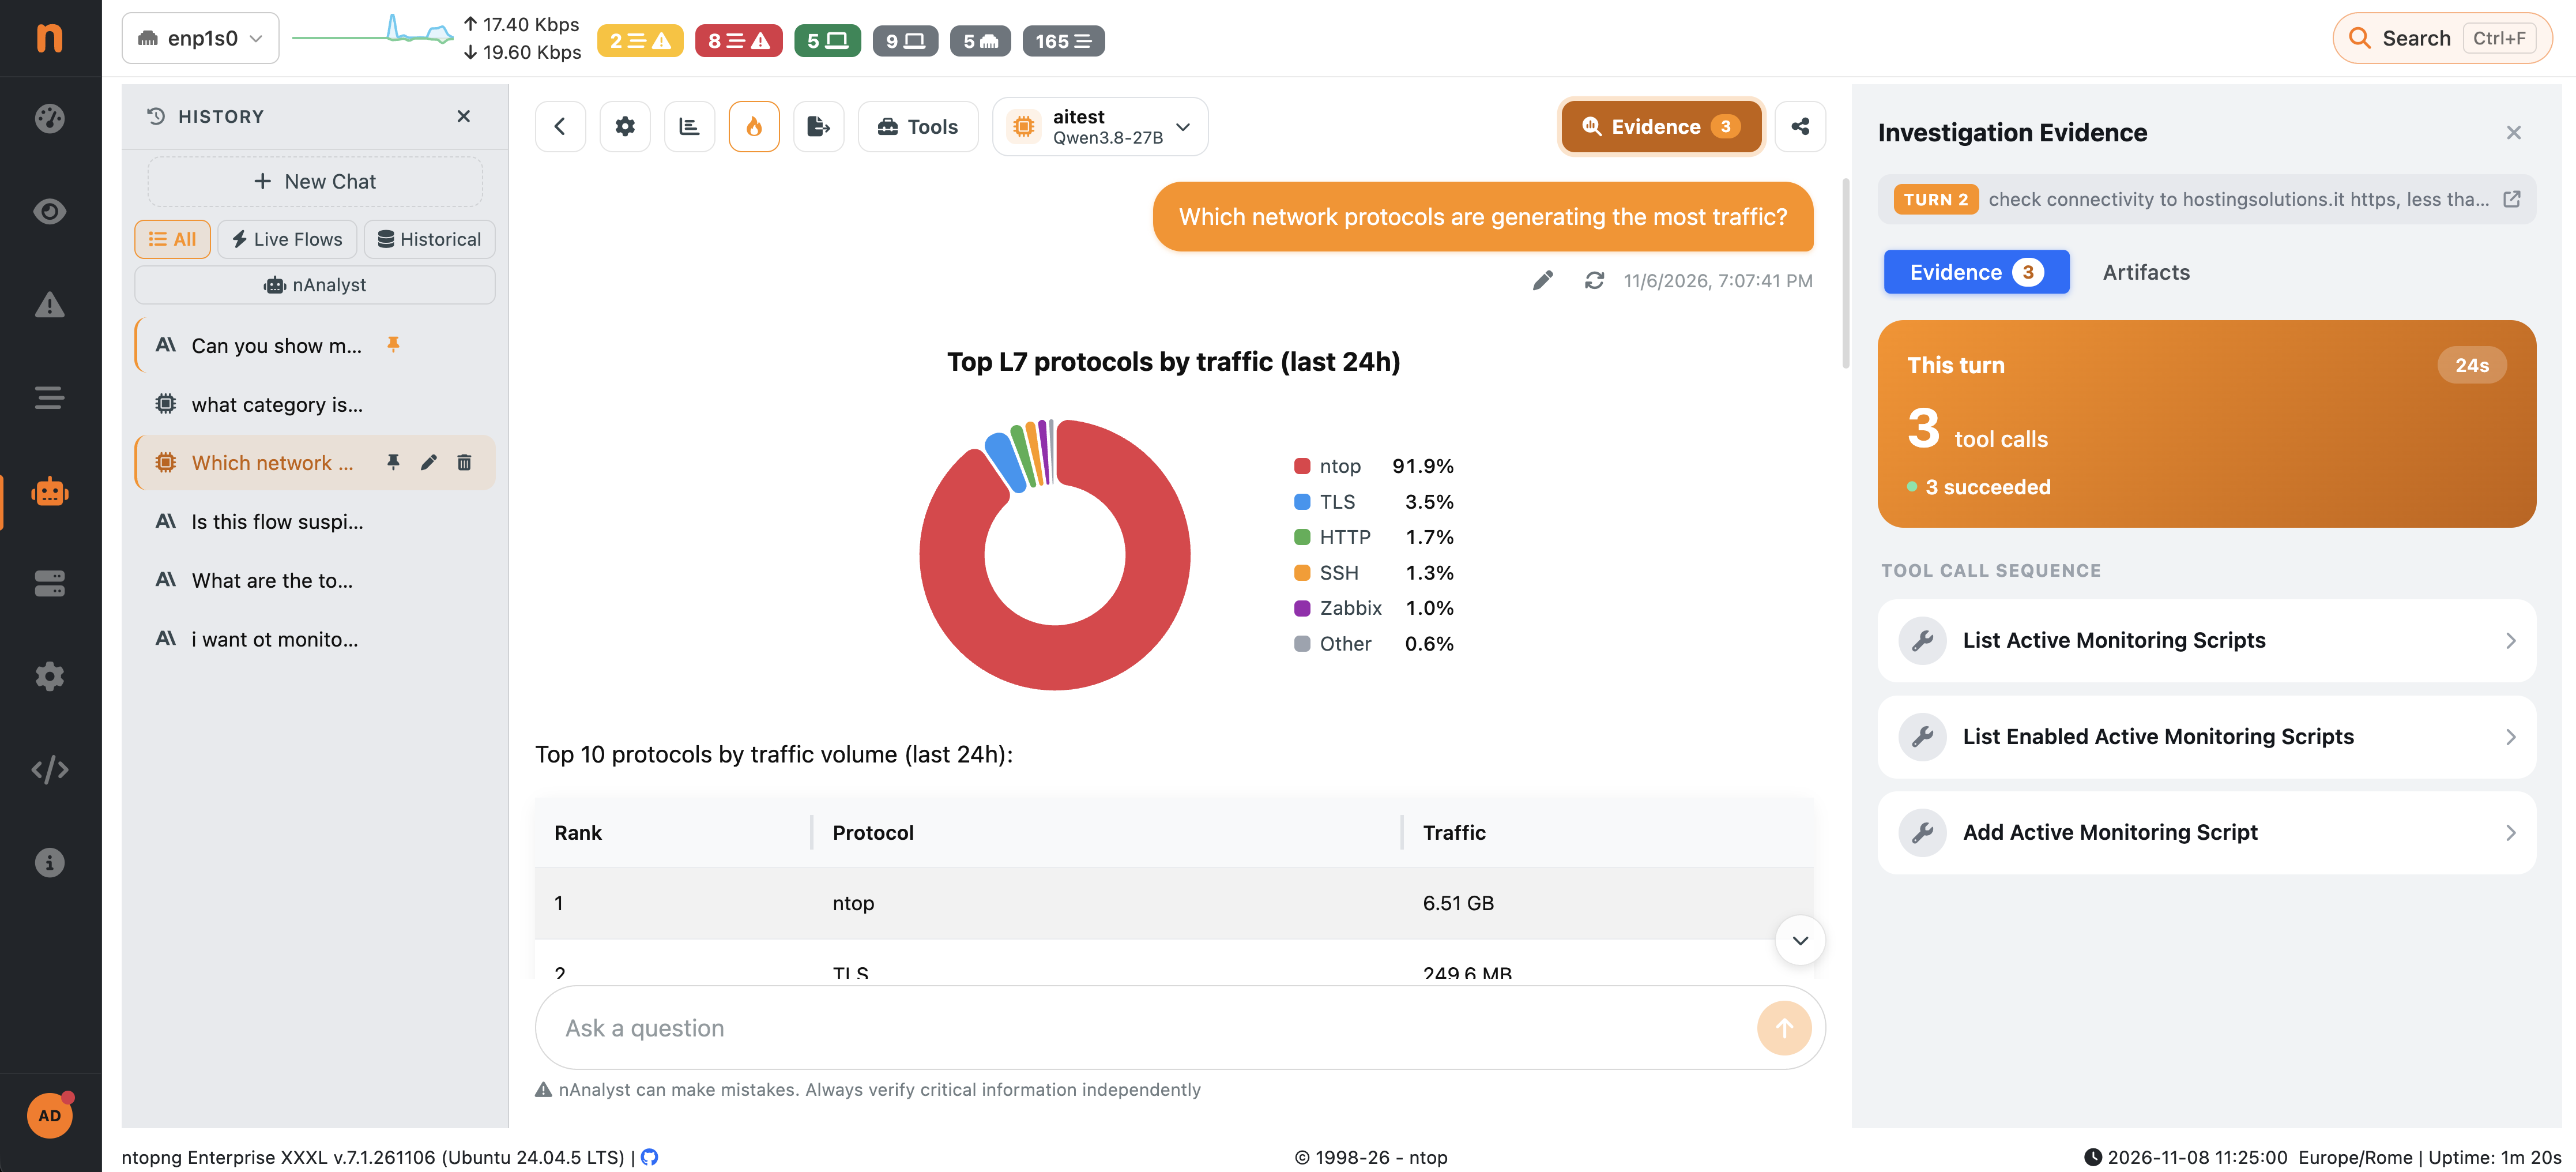 n
enp1s0
17.40 Kbps
19.60 Kbps
2
8
5
9
5
165
Search Ctrl+F
HISTORY
New Chat
All
Live Flows
Historical
nAnalyst
Can you show m...
what category is...
Which network ...
Is this flow suspi...
What are the to...
i want ot monito...
Tools
aitest
Qwen3.8-27B
Evidence 3
Which network protocols are generating the most traffic?
11/6/2026, 7:07:41 PM
Top L7 protocols by traffic (last 24h)
ntop 91.9%
TLS 3.5%
HTTP 1.7%
SSH 1.3%
Zabbix 1.0%
Other 0.6%
Top 10 protocols by traffic volume (last 24h):
Rank Protocol Traffic
1 ntop 6.51 GB
2 TLS 249.6 MB
Ask a question
nAnalyst can make mistakes. Always verify critical information independently
Investigation Evidence
TURN 2 check connectivity to hostingsolutions.it https, less tha...
Evidence 3
Artifacts
This turn 24s
3 tool calls
3 succeeded
TOOL CALL SEQUENCE
List Active Monitoring Scripts
List Enabled Active Monitoring Scripts
Add Active Monitoring Script
AD
ntopng Enterprise XXXL v.7.1.261106 (Ubuntu 24.04.5 LTS) |
© 1998-26 - ntop
2026-11-08 11:25:00 Europe/Rome | Uptime: 1m 20s